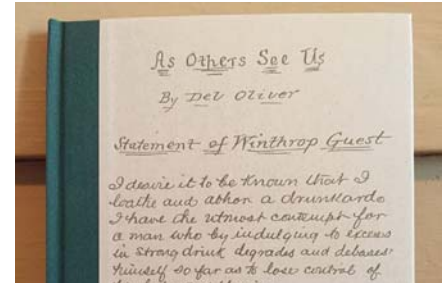 As Others See Us
By Del Oliver
Statement of Winthrop Guest
I desire it to be known that I
loathe and abhor a drunkard.
I have the utmost contempt for
a man who by indulging to excess
in strong drink degrades and debases
himself so far as to lose control of